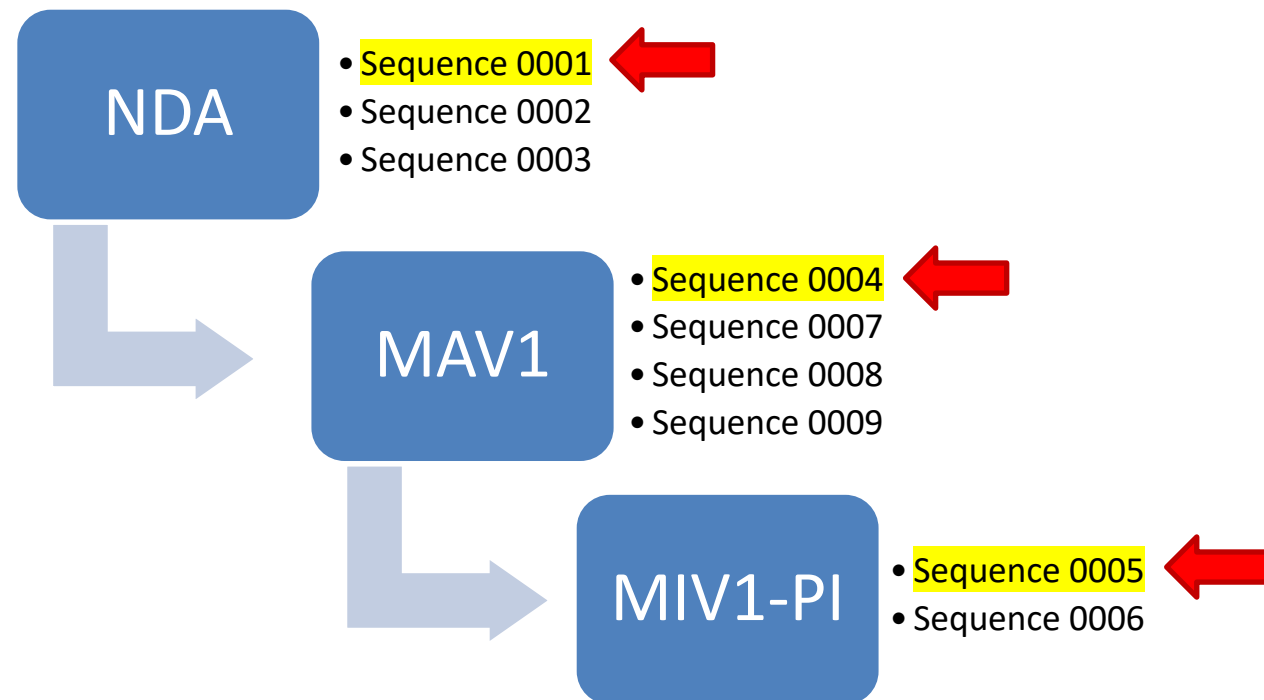 NDA
• Sequence 0001
• Sequence 0002
• Sequence 0003
MAV1
• Sequence 0004
• Sequence 0007
• Sequence 0008
• Sequence 0009
MIV1-PI
• Sequence 0005
• Sequence 0006